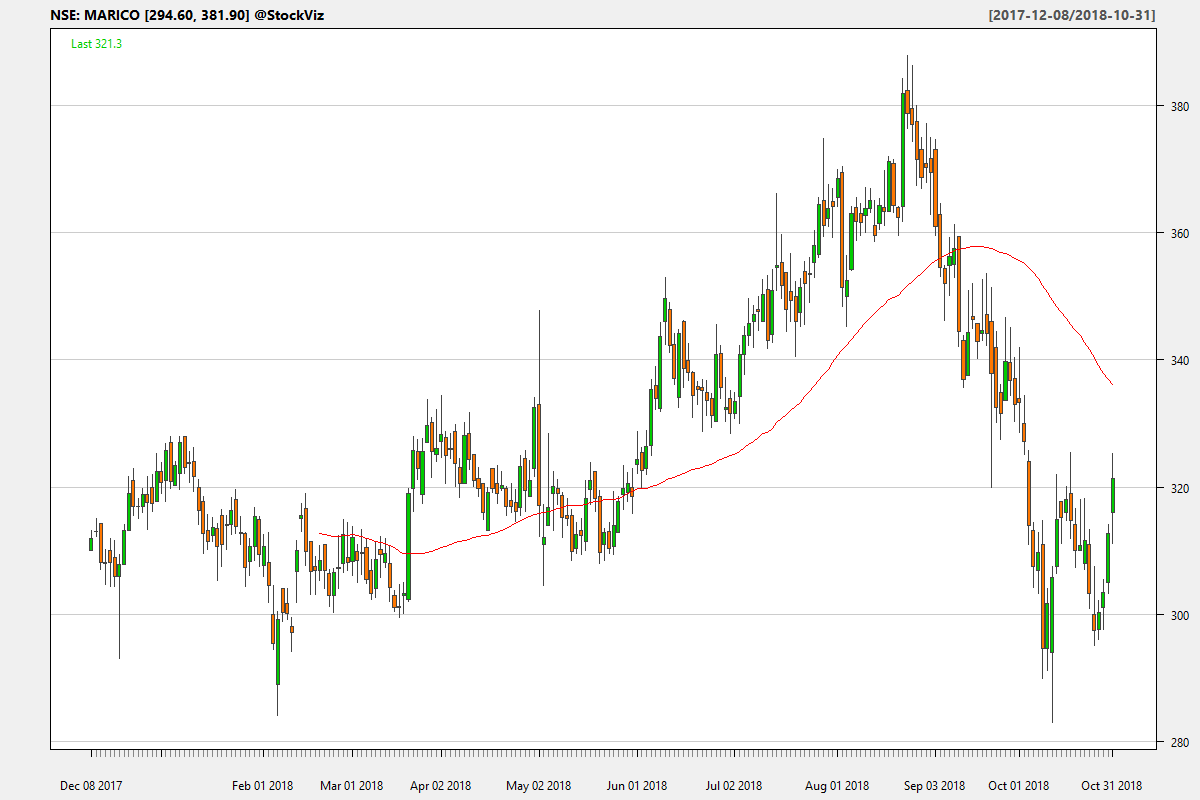 NSE: MARICO [294.60, 381.90] @StockViz [2017-12-08/2018-10-31]
Last 321.3
380
360
340
320
300
280
Dec 08 2017 Feb 01 2018 Mar 01 2018 Apr 02 2018 May 02 2018 Jun 01 2018 Jul 02 2018 Aug 01 2018 Sep 03 2018 Oct 01 2018 Oct 31 2018